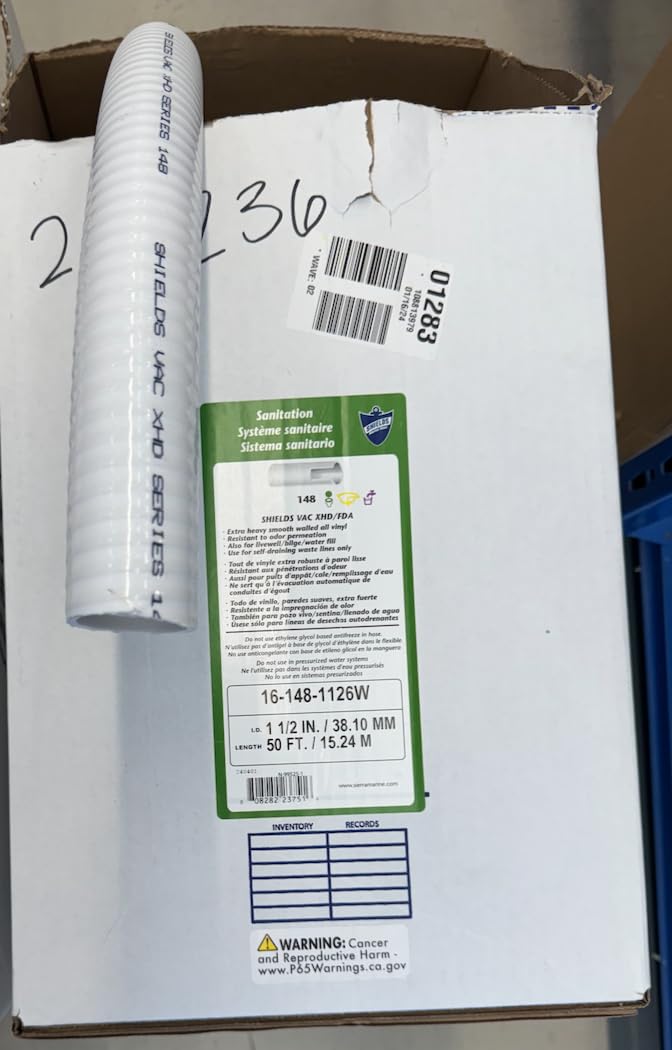 SERIES 148
SHIELDS VAC XHD SERIES
236
WAVE: 02
108813979
01/16/24
01283
Sanitation
Système sanitaire
Sistema sanitario
SHIELDS
148
SHIELDS VAC XHD/FDA
· Extra heavy smooth walled all vinyl
· Resistant to odor permeation
· Also for livewell/bilge/water fill
· Use for self-draining waste lines only
· Tout de vinyle extra robuste à paroi lisse
· Résistant aux pénétrations d'odeur
· Aussi pour puits d'appât/cale/remplissage d'eau
· Ne sert qu'à l'évacuation automatique de
conduites d'égout
· Todo de vinilo, paredes suaves, extra fuerte
· Resistente a la impregnación de olor
· También para pozo vivo/sentina/llenado de agua
· Usese sólo para líneas de desechos autodrenantes
Do not use ethylene glycol based antifreeze in hose.
N'utilisez pas d'antigel à base de glycol d'éthylène dans le flexible
No use anticongelante con base de etileno glicol en la manguera
Do not use in pressurized water systems
Ne l'utilisez pas dans les systèmes d'eau pressurisés
No lo use en sistemas presurizados
16-148-1126W
I.D. 1 1/2 IN. / 38.10 MM
LENGTH 50 FT. / 15.24 M
N-99525-1
08282 23751
www.sierramarine.com
INVENTORY RECORDS
WARNING: Cancer
and Reproductive Harm -
www.P65Warnings.ca.gov